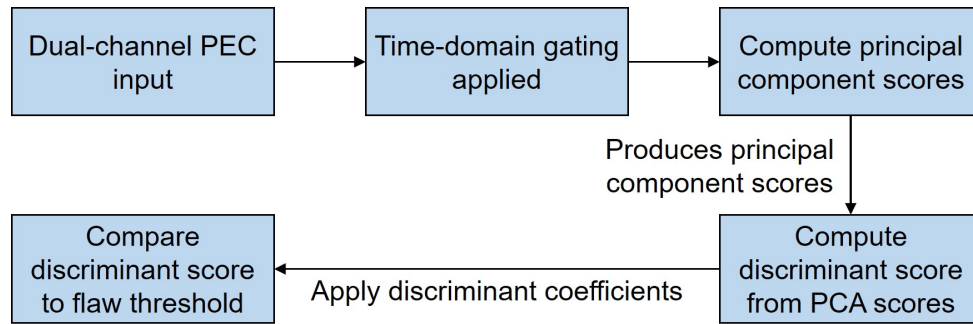 Dual-channel PEC
input
Time-domain gating
applied
Compute principal
component scores
Produces principal
component scores
Compute
discriminant score
from PCA scores
Apply discriminant coefficients
Compare
discriminant score
to flaw threshold